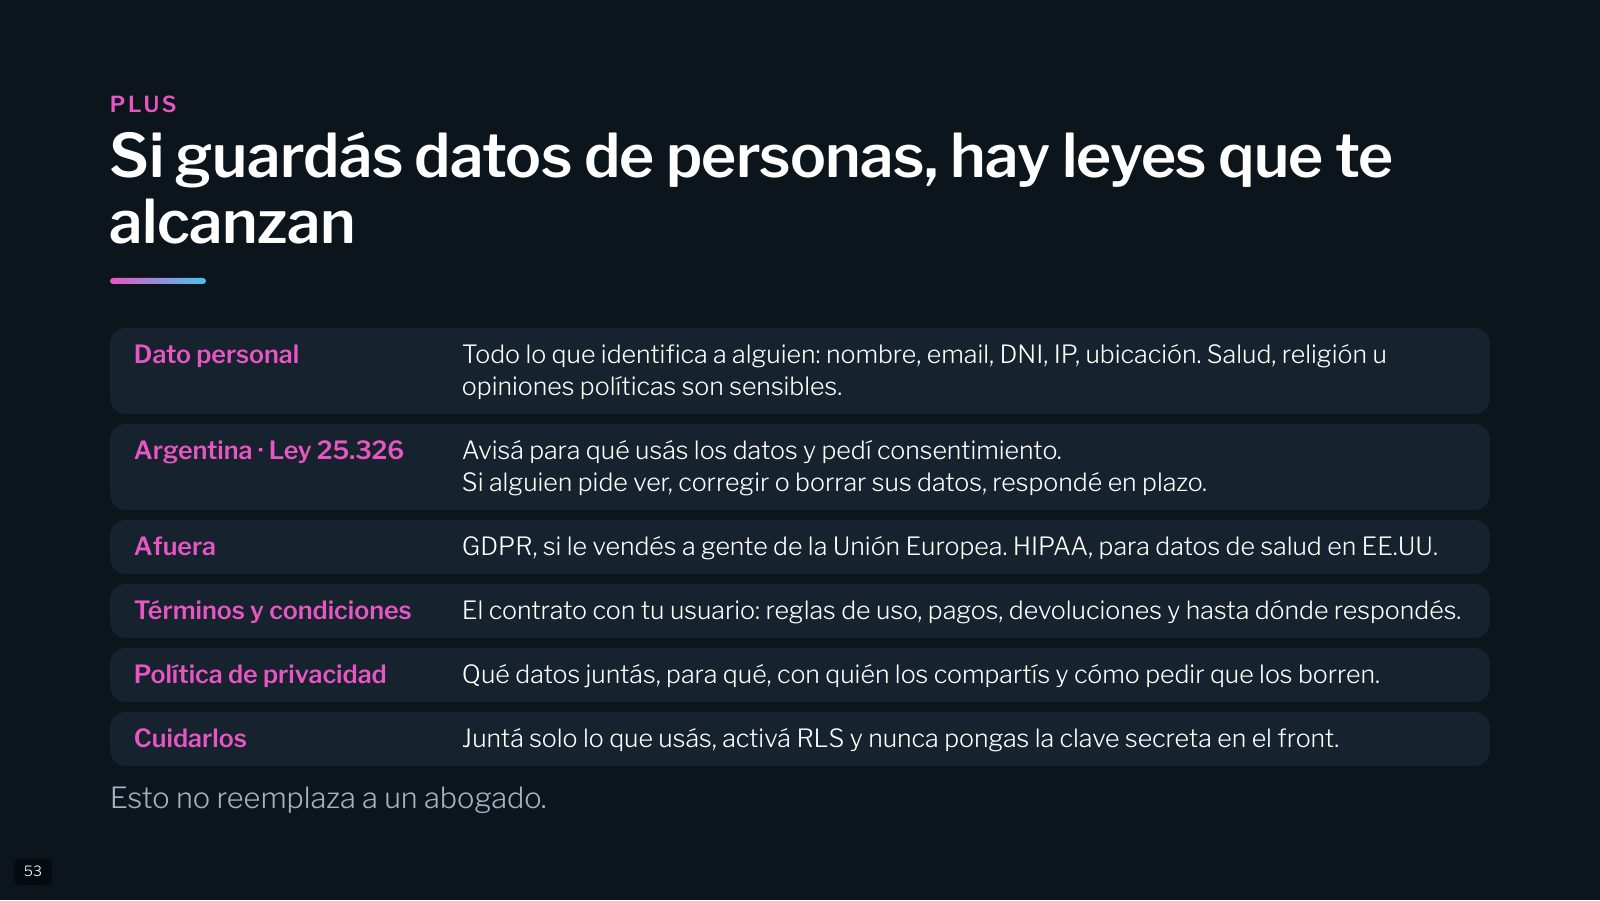 PLUS
Si guardás datos de personas, hay leyes que te
alcanzan
Dato personal
Todo lo que identifica a alguien: nombre, email, DNI, IP, ubicación. Salud, religión u
opiniones políticas son sensibles.
Argentina · Ley 25.326
Avisá para qué usás los datos y pedí consentimiento.
Si alguien pide ver, corregir o borrar sus datos, respondé en plazo.
Afuera
GDPR, si le vendés a gente de la Unión Europea. HIPAA, para datos de salud en EE.UU.
Términos y condiciones
El contrato con tu usuario: reglas de uso, pagos, devoluciones y hasta dónde respondés.
Política de privacidad
Qué datos juntás, para qué, con quién los compartís y cómo pedir que los borren.
Cuidarlos
Juntá solo lo que usás, activá RLS y nunca pongas la clave secreta en el front.
Esto no reemplaza a un abogado.
53